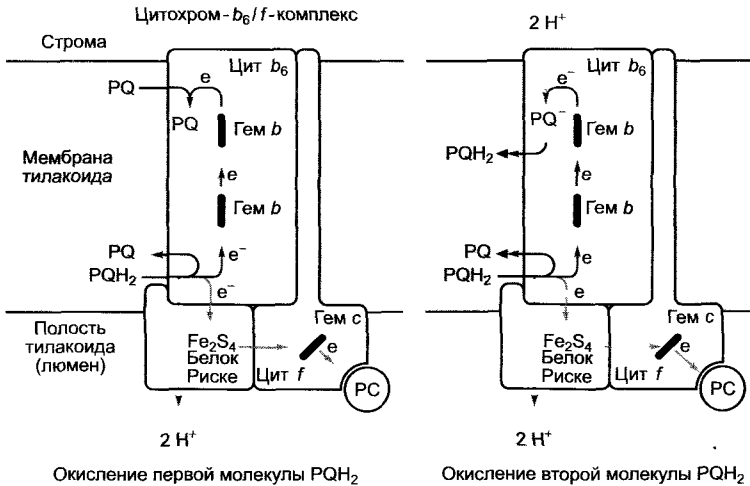 Цитохром-b6/f-комплекс
Строма
PQ
e
Цит b6
PQ
Гем b
e
Гем b
Мембрана
тилакоида
PQ
PQH2
e−
e−
Полость
тилакоида
(люмен)
Fe2S4
Белок
Риске
Гем c
e
Цит f
PC
2 H+
Окисление первой молекулы PQH2
2 H+
e−
Цит b6
PQ−
Гем b
PQH2
e
Гем b
PQ
PQH2
e
e
Fe2S4
Белок
Риске
Гем c
e
Цит f
PC
2 H+
Окисление второй молекулы PQH2